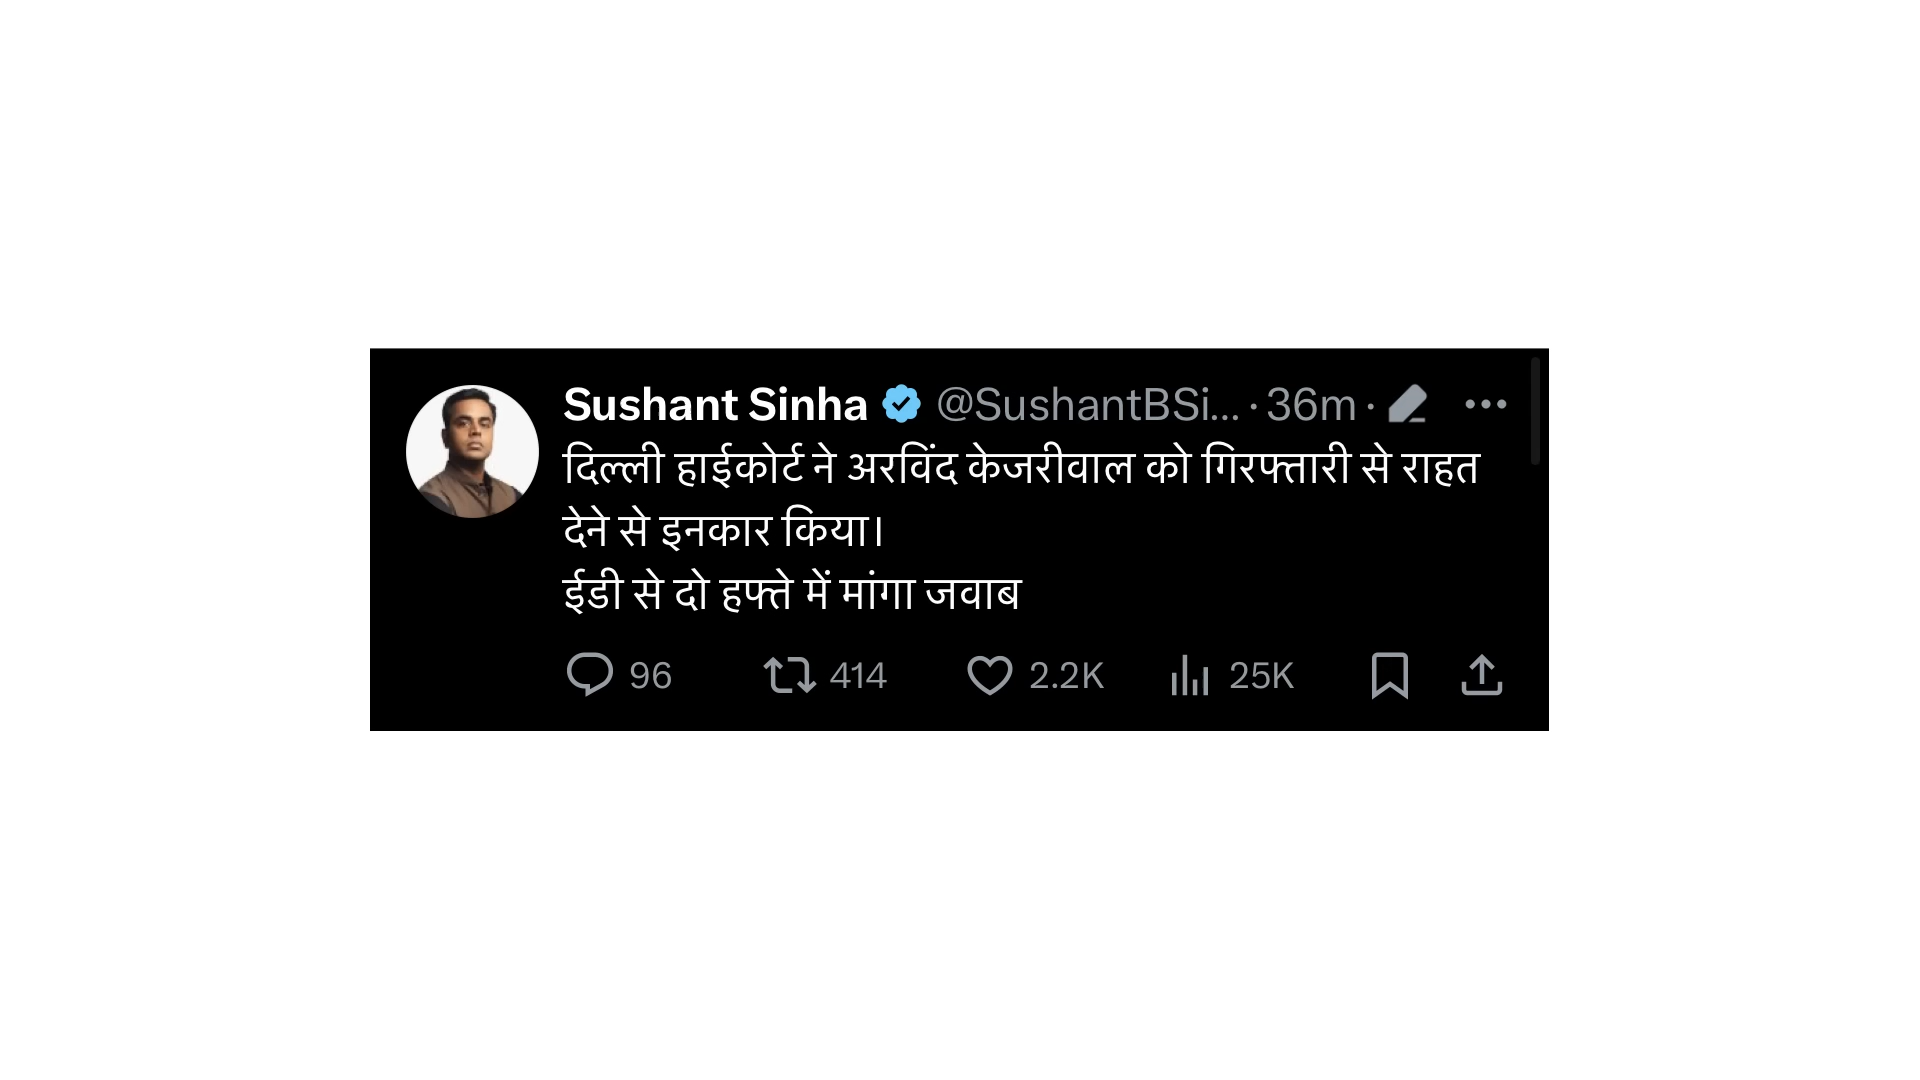 Sushant Sinha @SushantBSi... · 36m ·
दिल्ली हाईकोर्ट ने अरविंद केजरीवाल को गिरफ्तारी से राहत
देने से इनकार किया।
ईडी से दो हफ्ते में मांगा जवाब
96 414 2.2K 25K